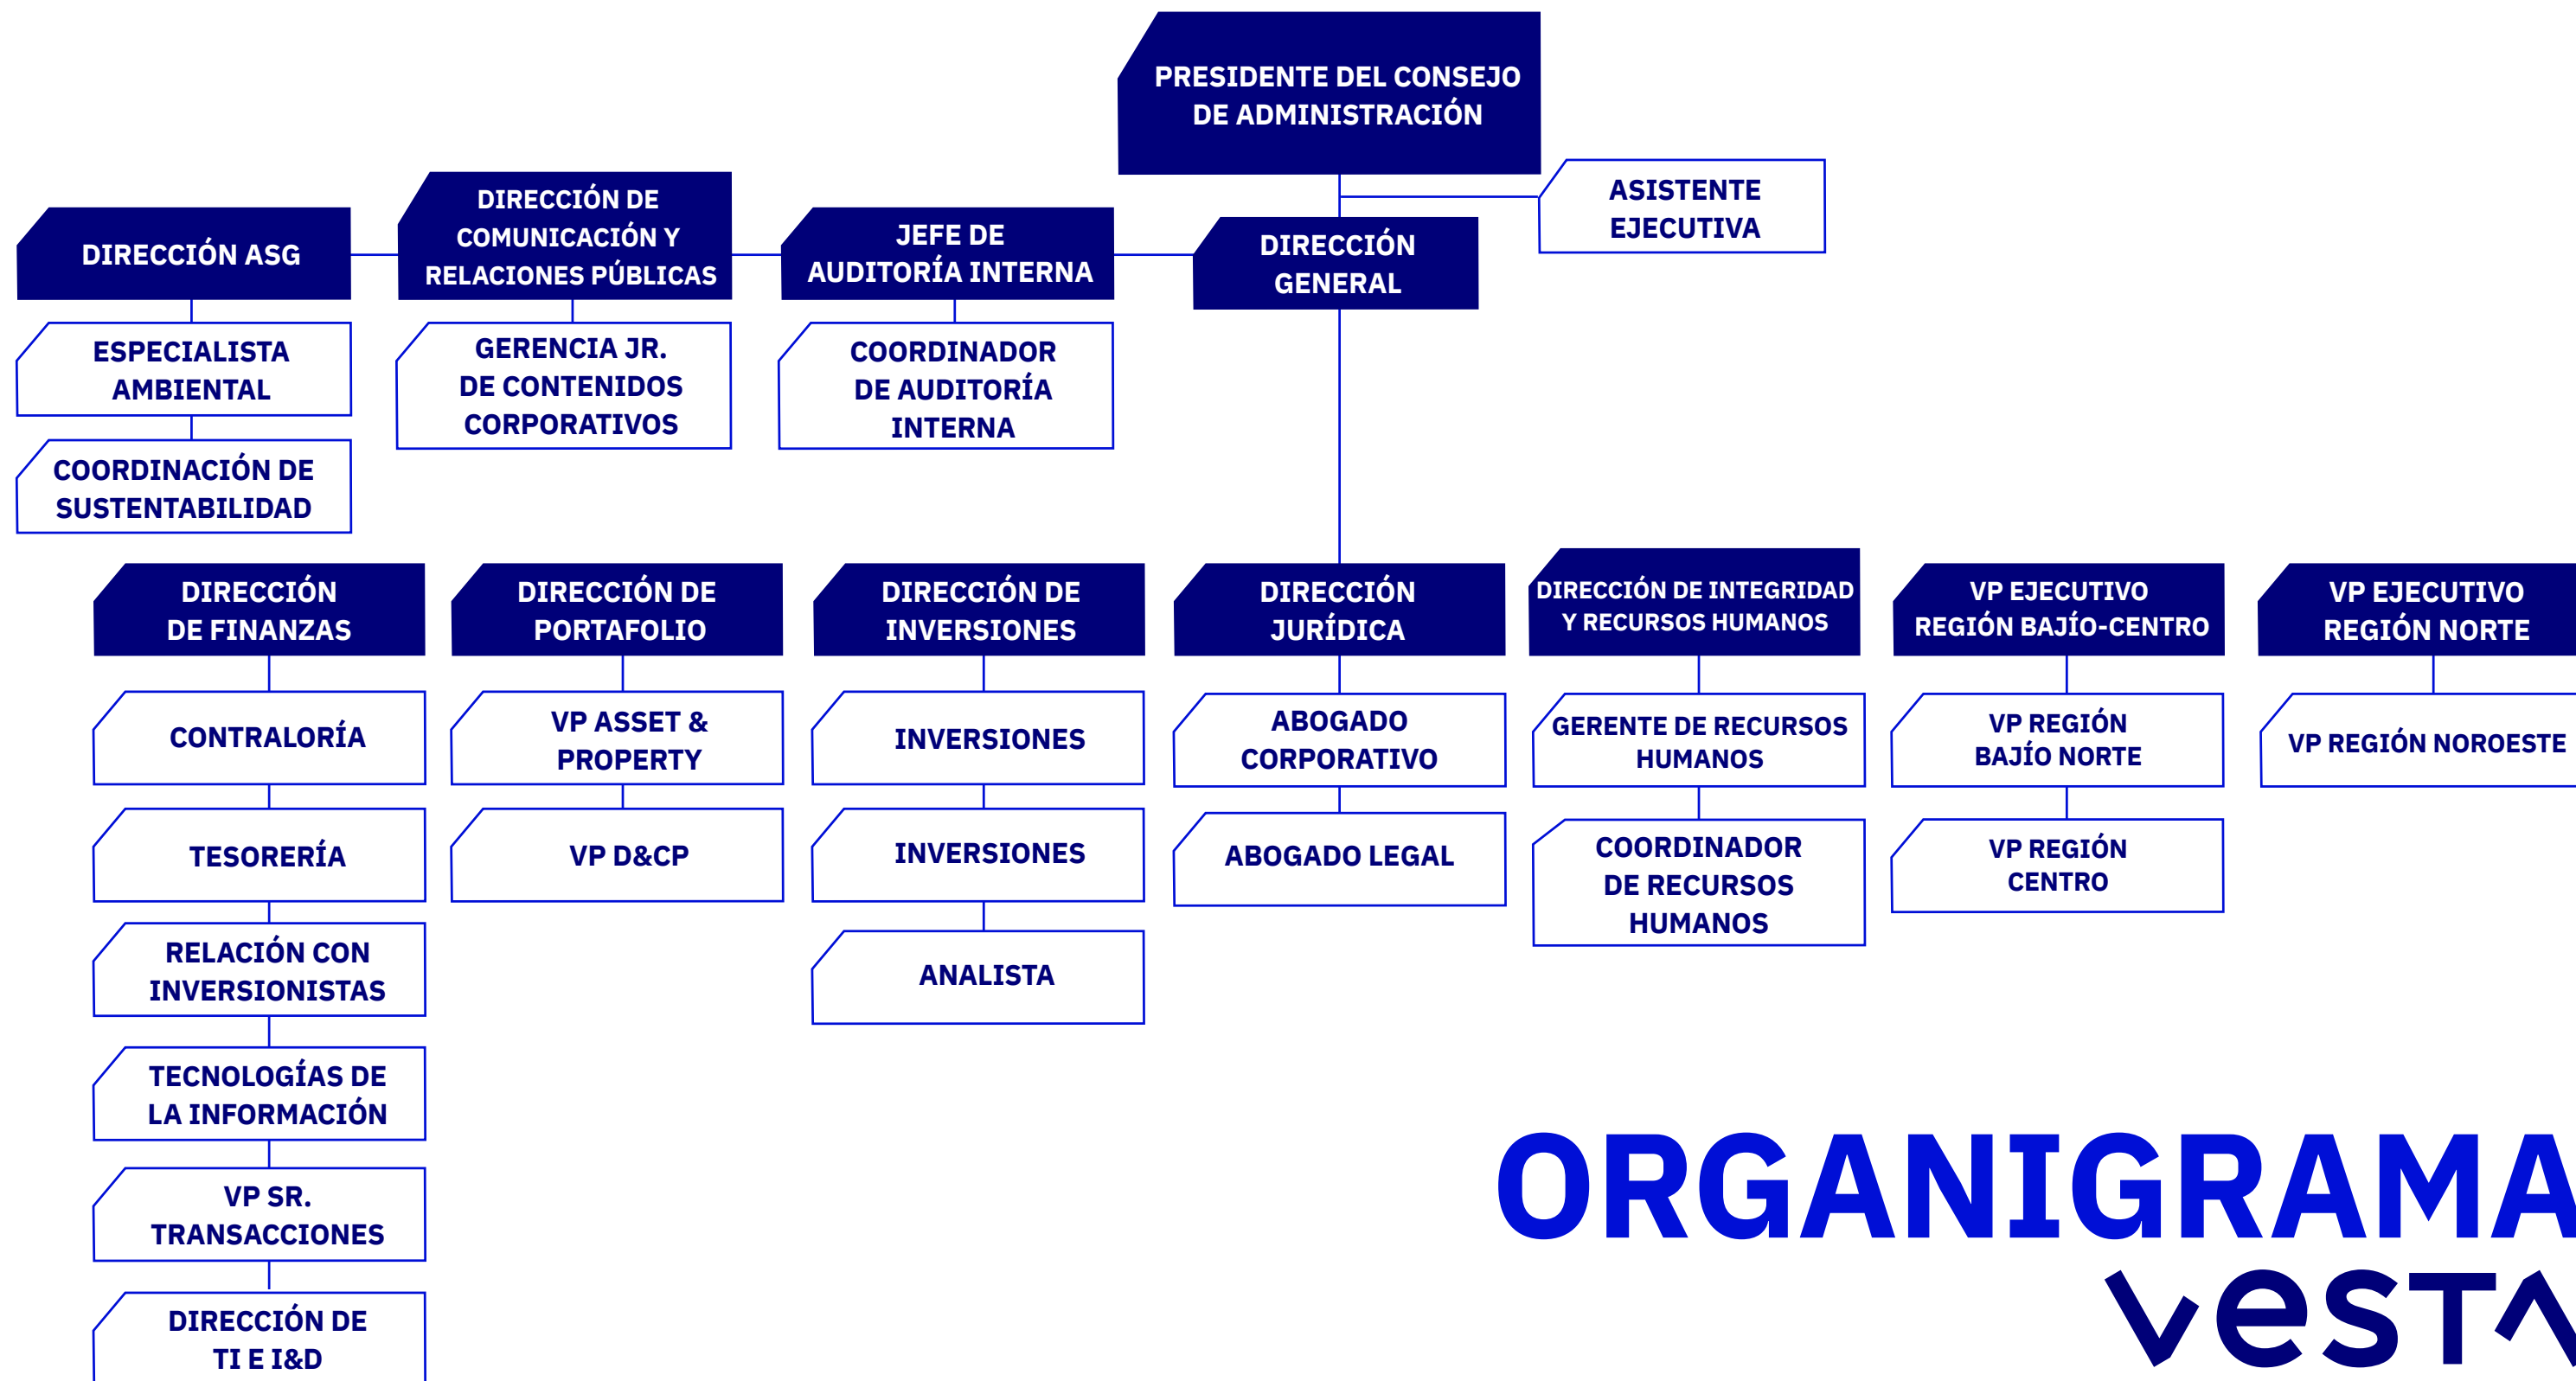 PRESIDENTE DEL CONSEJO
DE ADMINISTRACIÓN
ASISTENTE
EJECUTIVA
DIRECCIÓN ASG
DIRECCIÓN DE
COMUNICACIÓN Y
RELACIONES PÚBLICAS
JEFE DE
AUDITORÍA INTERNA
DIRECCIÓN
GENERAL
ESPECIALISTA
AMBIENTAL
GERENCIA JR.
DE CONTENIDOS
CORPORATIVOS
COORDINADOR
DE AUDITORÍA
INTERNA
COORDINACIÓN DE
SUSTENTABILIDAD
DIRECCIÓN
DE FINANZAS
DIRECCIÓN DE
PORTAFOLIO
DIRECCIÓN DE
INVERSIONES
DIRECCIÓN
JURÍDICA
DIRECCIÓN DE INTEGRIDAD
Y RECURSOS HUMANOS
VP EJECUTIVO
REGIÓN BAJÍO-CENTRO
VP EJECUTIVO
REGIÓN NORTE
CONTRALORÍA
VP ASSET &
PROPERTY
INVERSIONES
ABOGADO
CORPORATIVO
GERENTE DE RECURSOS
HUMANOS
VP REGIÓN
BAJÍO NORTE
VP REGIÓN NOROESTE
TESORERÍA
VP D&CP
INVERSIONES
ABOGADO LEGAL
COORDINADOR
DE RECURSOS
HUMANOS
VP REGIÓN
CENTRO
RELACIÓN CON
INVERSIONISTAS
ANALISTA
TECNOLOGÍAS DE
LA INFORMACIÓN
VP SR.
TRANSACCIONES
DIRECCIÓN DE
TI E I&D
ORGANIGRAMA
vesta